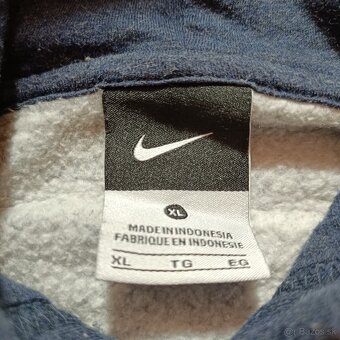 XL
MADE IN INDONESIA
FABRIQUE EN INDONESIE
XL TG EG